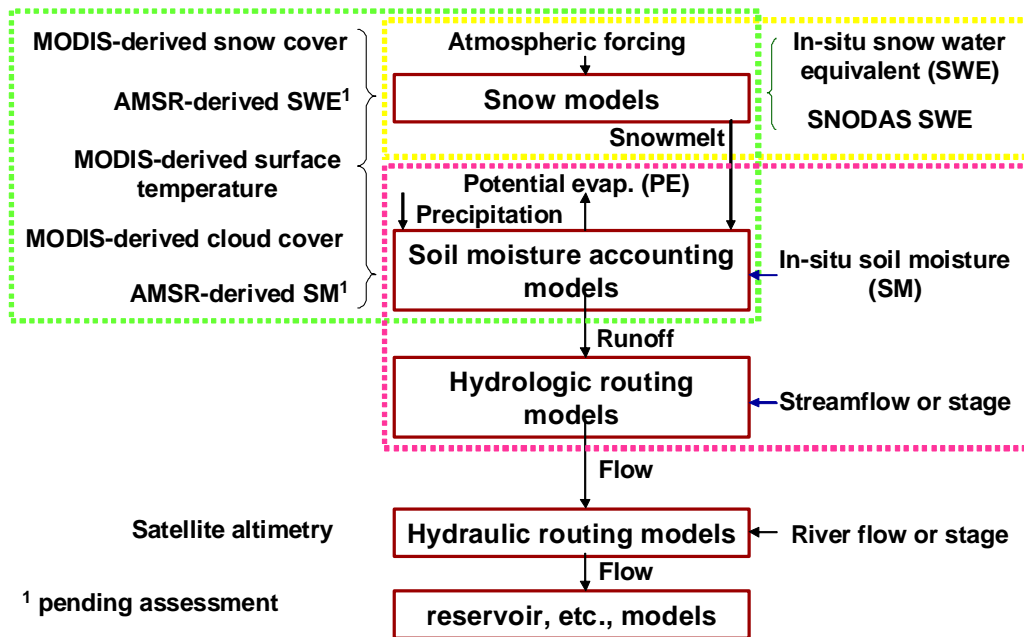 MODIS-derived snow cover
AMSR-derived SWE¹
MODIS-derived surface
temperature
MODIS-derived cloud cover
AMSR-derived SM¹
Atmospheric forcing
Snow models
Snowmelt
In-situ snow water
equivalent (SWE)
SNODAS SWE
Potential evap. (PE)
Precipitation
Soil moisture accounting
models
In-situ soil moisture
(SM)
Runoff
Hydrologic routing
models
Streamflow or stage
Flow
Satellite altimetry
Hydraulic routing models
River flow or stage
Flow
¹ pending assessment
reservoir, etc., models